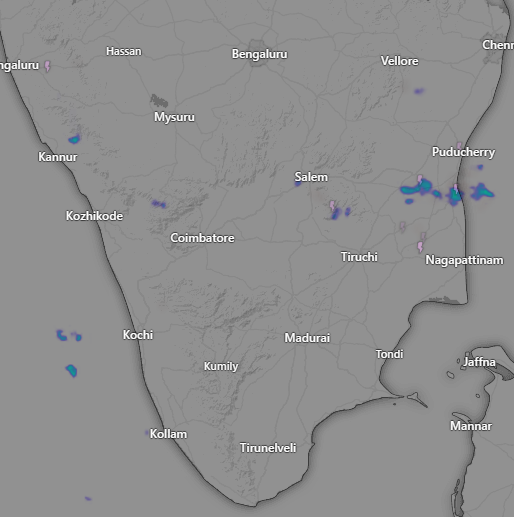 Hassan
Bengaluru
Chenn
Vellore
ngaluru
Mysuru
Puducherry
Kannur
Salem
Kozhikode
Coimbatore
Tiruchi
Nagapattinam
Kochi
Madurai
Tondi
Kumily
Jaffna
Mannar
Kollam
Tirunelveli